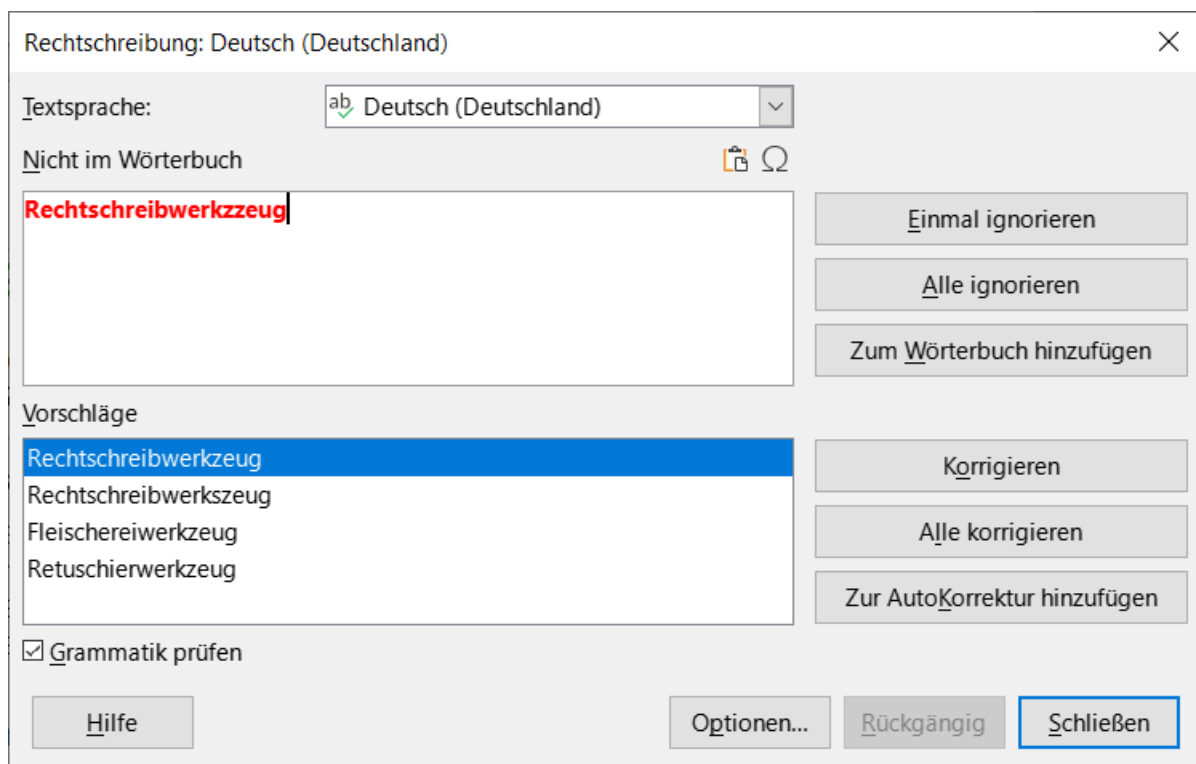 Rechtschreibung: Deutsch (Deutschland)
Textsprache:
ab Deutsch (Deutschland)
Nicht im Wörterbuch
Rechtschreibwerkzzeug
Einmal ignorieren
Alle ignorieren
Zum Wörterbuch hinzufügen
Vorschläge
Rechtschreibwerkzeug
Rechtschreibwerkszeug
Fleischereiwerkzeug
Retuschierwerkzeug
Korrigieren
Alle korrigieren
Zur AutoKorrektur hinzufügen
Grammatik prüfen
Hilfe
Optionen...
Rückgängig
Schließen